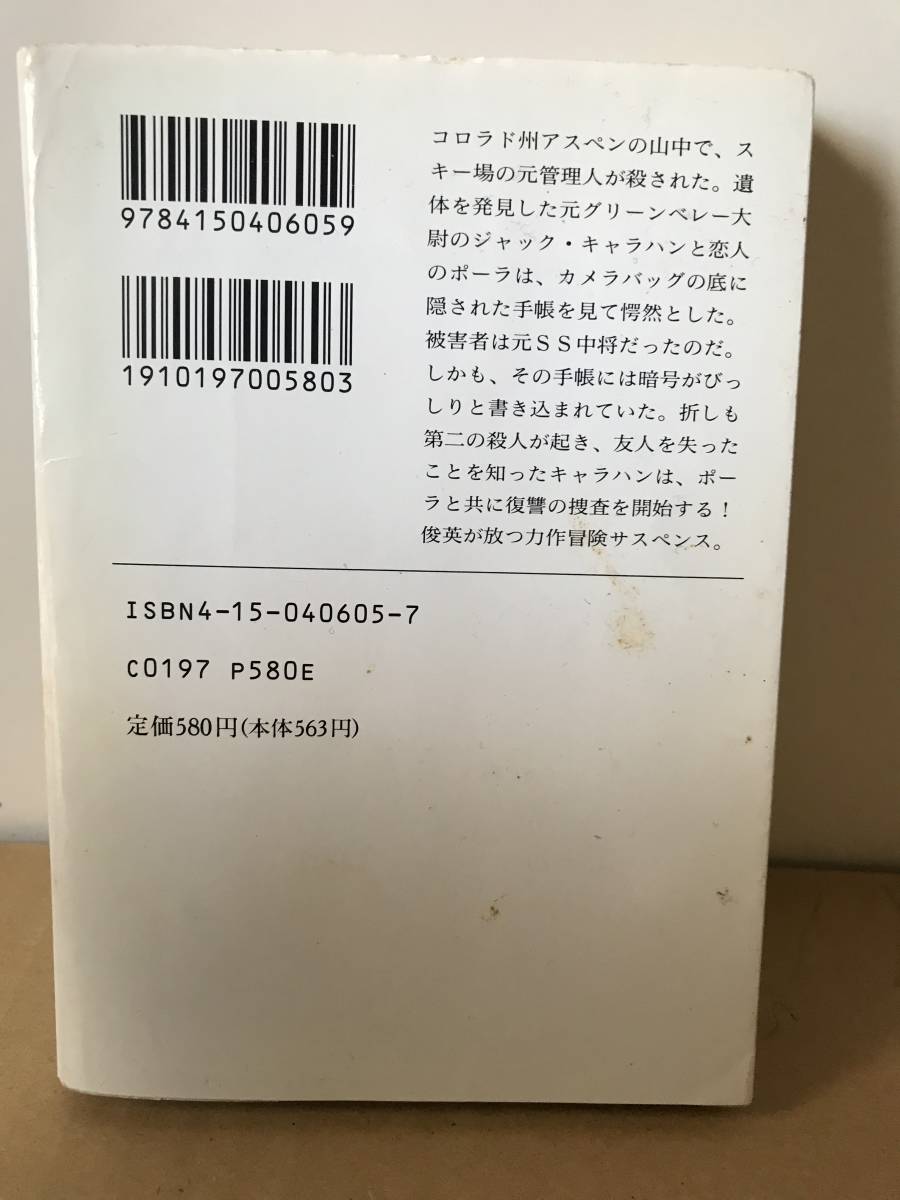 9784150406059
1910197005803
コロラド州アスペンの山中で、ス
キー場の元管理人が殺された。遺
体を発見した元グリーンベレー大
尉のジャック・キャラハンと恋人
のポーラは、カメラバッグの底に
隠された手帳を見て愕然とした。
被害者は元SS中将だったのだ。
しかも、その手帳には暗号がびっ
しりと書き込まれていた。折しも
第二の殺人が起き、友人を失った
ことを知ったキャラハンは、ポー
ラと共に復讐の捜査を開始する!
俊英が放つ力作冒険サスペンス。
ISBN4-15-040605-7
C0197 P580E
定価580円(本体563円)